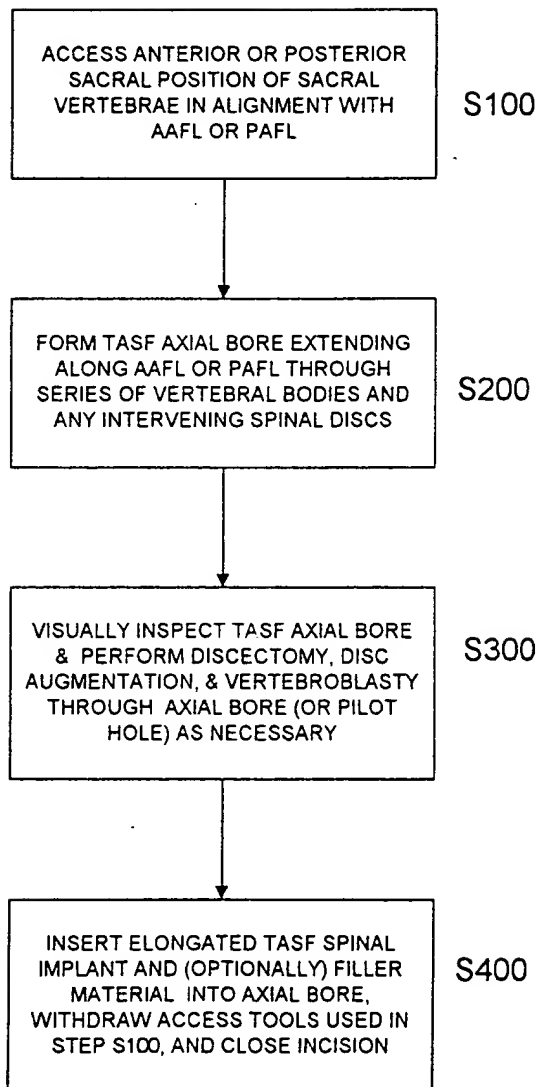 ACCESS ANTERIOR OR POSTERIOR
SACRAL POSITION OF SACRAL
VERTEBRAE IN ALIGNMENT WITH
AAFL OR PAFL
S100
FORM TASF AXIAL BORE EXTENDING
ALONG AAFL OR PAFL THROUGH
SERIES OF VERTEBRAL BODIES AND
ANY INTERVENING SPINAL DISCS
S200
VISUALLY INSPECT TASF AXIAL BORE
& PERFORM DISCECTOMY, DISC
AUGMENTATION, & VERTEBROBLASTY
THROUGH AXIAL BORE (OR PILOT
HOLE) AS NECESSARY
S300
INSERT ELONGATED TASF SPINAL
IMPLANT AND (OPTIONALLY) FILLER
MATERIAL INTO AXIAL BORE,
WITHDRAW ACCESS TOOLS USED IN
STEP S100, AND CLOSE INCISION
S400